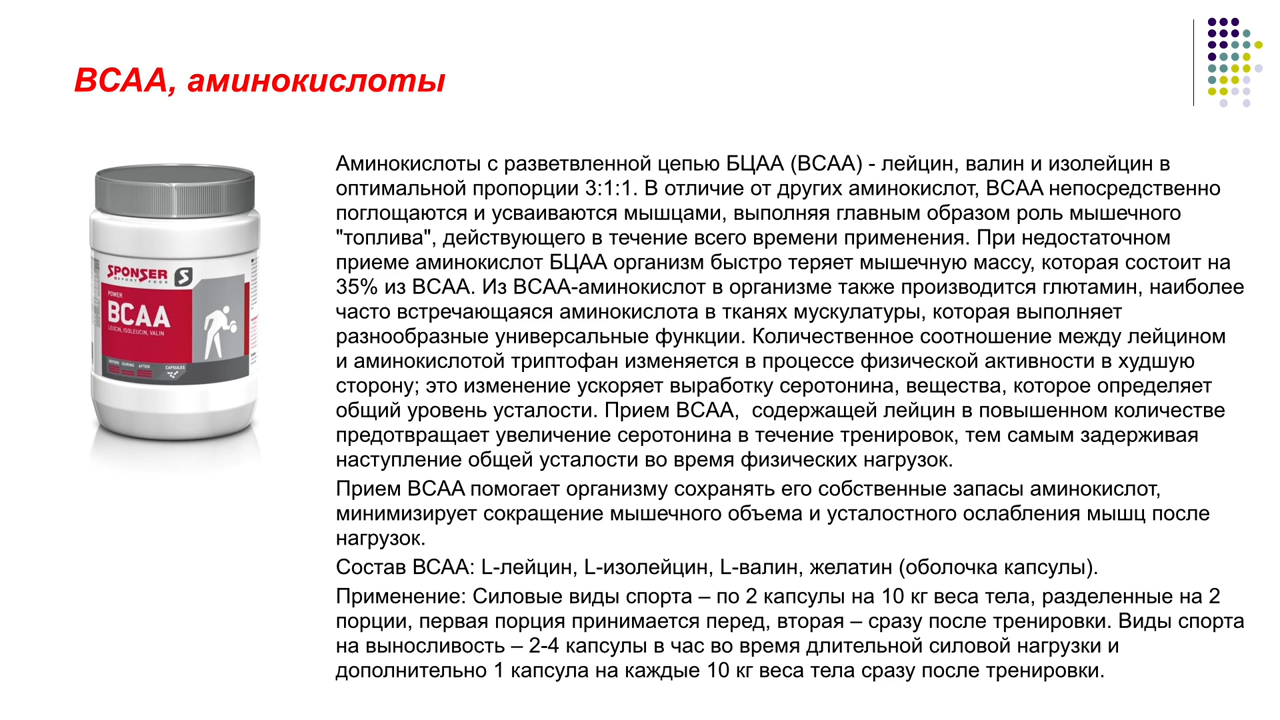 BCAA, аминокислоты
Аминокислоты с разветвленной цепью БЦАА (BCAA) - лейцин, валин и изолейцин в
оптимальной пропорции 3:1:1. В отличие от других аминокислот, BCAA непосредственно
поглощаются и усваиваются мышцами, выполняя главным образом роль мышечного
"топлива", действующего в течение всего времени применения. При недостаточном
приеме аминокислот БЦАА организм быстро теряет мышечную массу, которая состоит на
35% из BCAA. Из BCAA-аминокислот в организме также производится глютамин, наиболее
часто встречающаяся аминокислота в тканях мускулатуры, которая выполняет
разнообразные универсальные функции. Количественное соотношение между лейцином
и аминокислотой триптофан изменяется в процессе физической активности в худшую
сторону; это изменение ускоряет выработку серотонина, вещества, которое определяет
общий уровень усталости. Прием BCAA,  содержащей лейцин в повышенном количестве
предотвращает увеличение серотонина в течение тренировок, тем самым задерживая
наступление общей усталости во время физических нагрузок.
Прием BCAA помогает организму сохранять его собственные запасы аминокислот,
минимизирует сокращение мышечного объема и усталостного ослабления мышц после
нагрузок.
Состав BCAA: L-лейцин, L-изолейцин, L-валин, желатин (оболочка капсулы).
Применение: Силовые виды спорта – по 2 капсулы на 10 кг веса тела, разделенные на 2
порции, первая порция принимается перед, вторая – сразу после тренировки. Виды спорта
на выносливость – 2-4 капсулы в час во время длительной силовой нагрузки и
дополнительно 1 капсула на каждые 10 кг веса тела сразу после тренировки.
SPONSER S
SPORT FOOD
POWER
BCAA
LEUCIN, ISOLEUCIN, VALIN
BEFORE DURING AFTER
CAPSULES